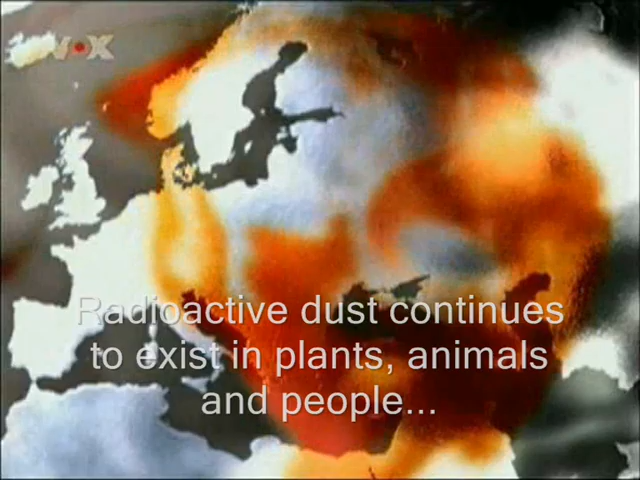 VOX
Radioactive dust continues
to exist in plants, animals
and people...